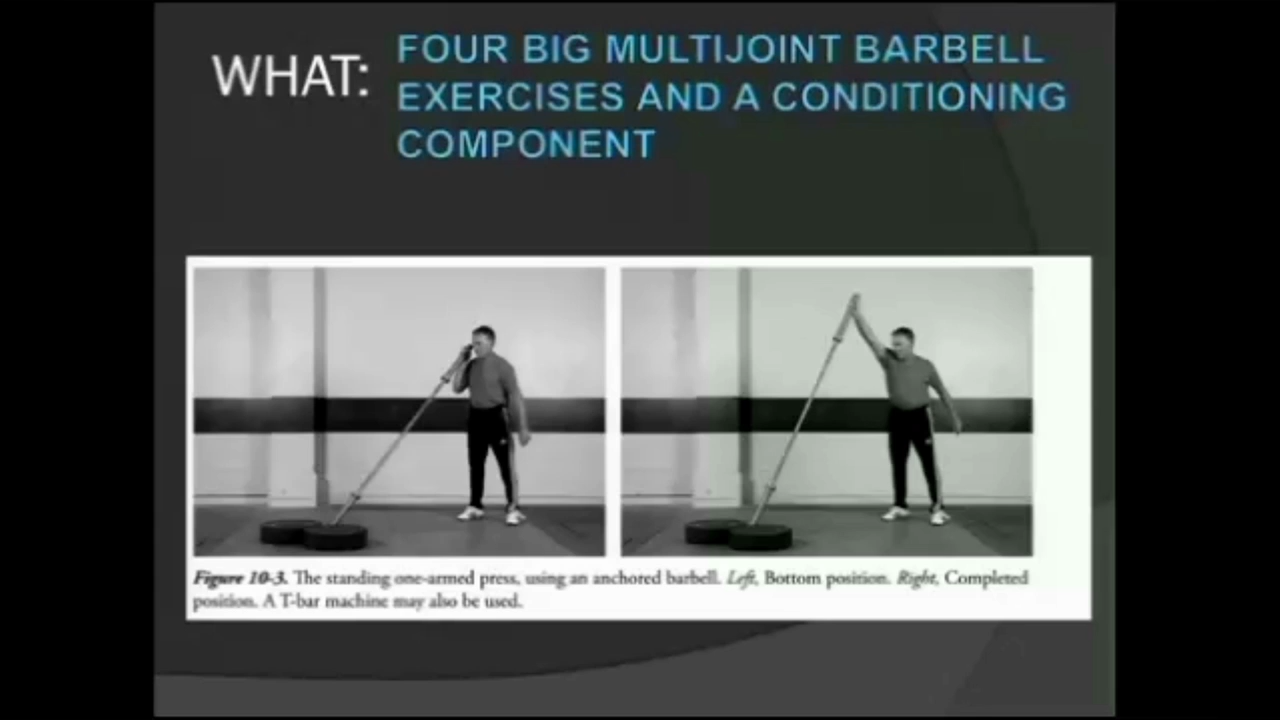 WHAT:
FOUR BIG MULTIJOINT BARBELL
EXERCISES AND A CONDITIONING
COMPONENT
Figure 10-3. The standing one-armed press, using an anchored barbell. Left, Bottom position. Right, Completed
position. A T-bar machine may also be used.